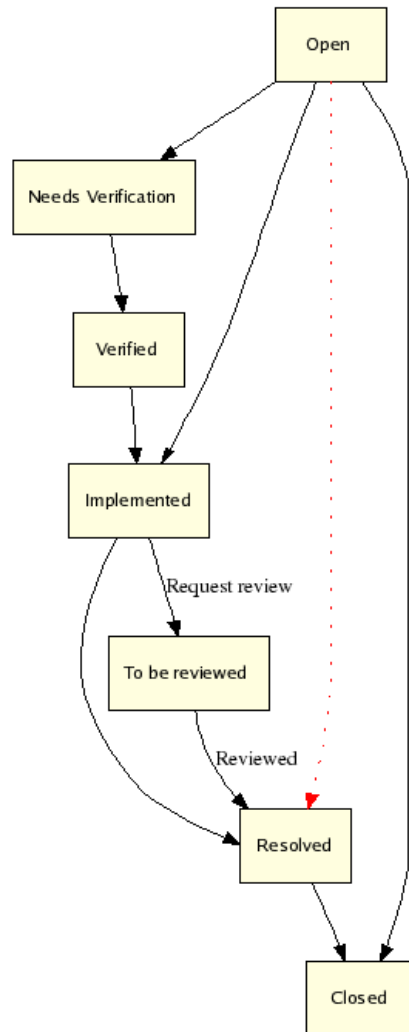 Open
Needs Verification
Verified
Implemented
Request review
To be reviewed
Reviewed
Resolved
Closed